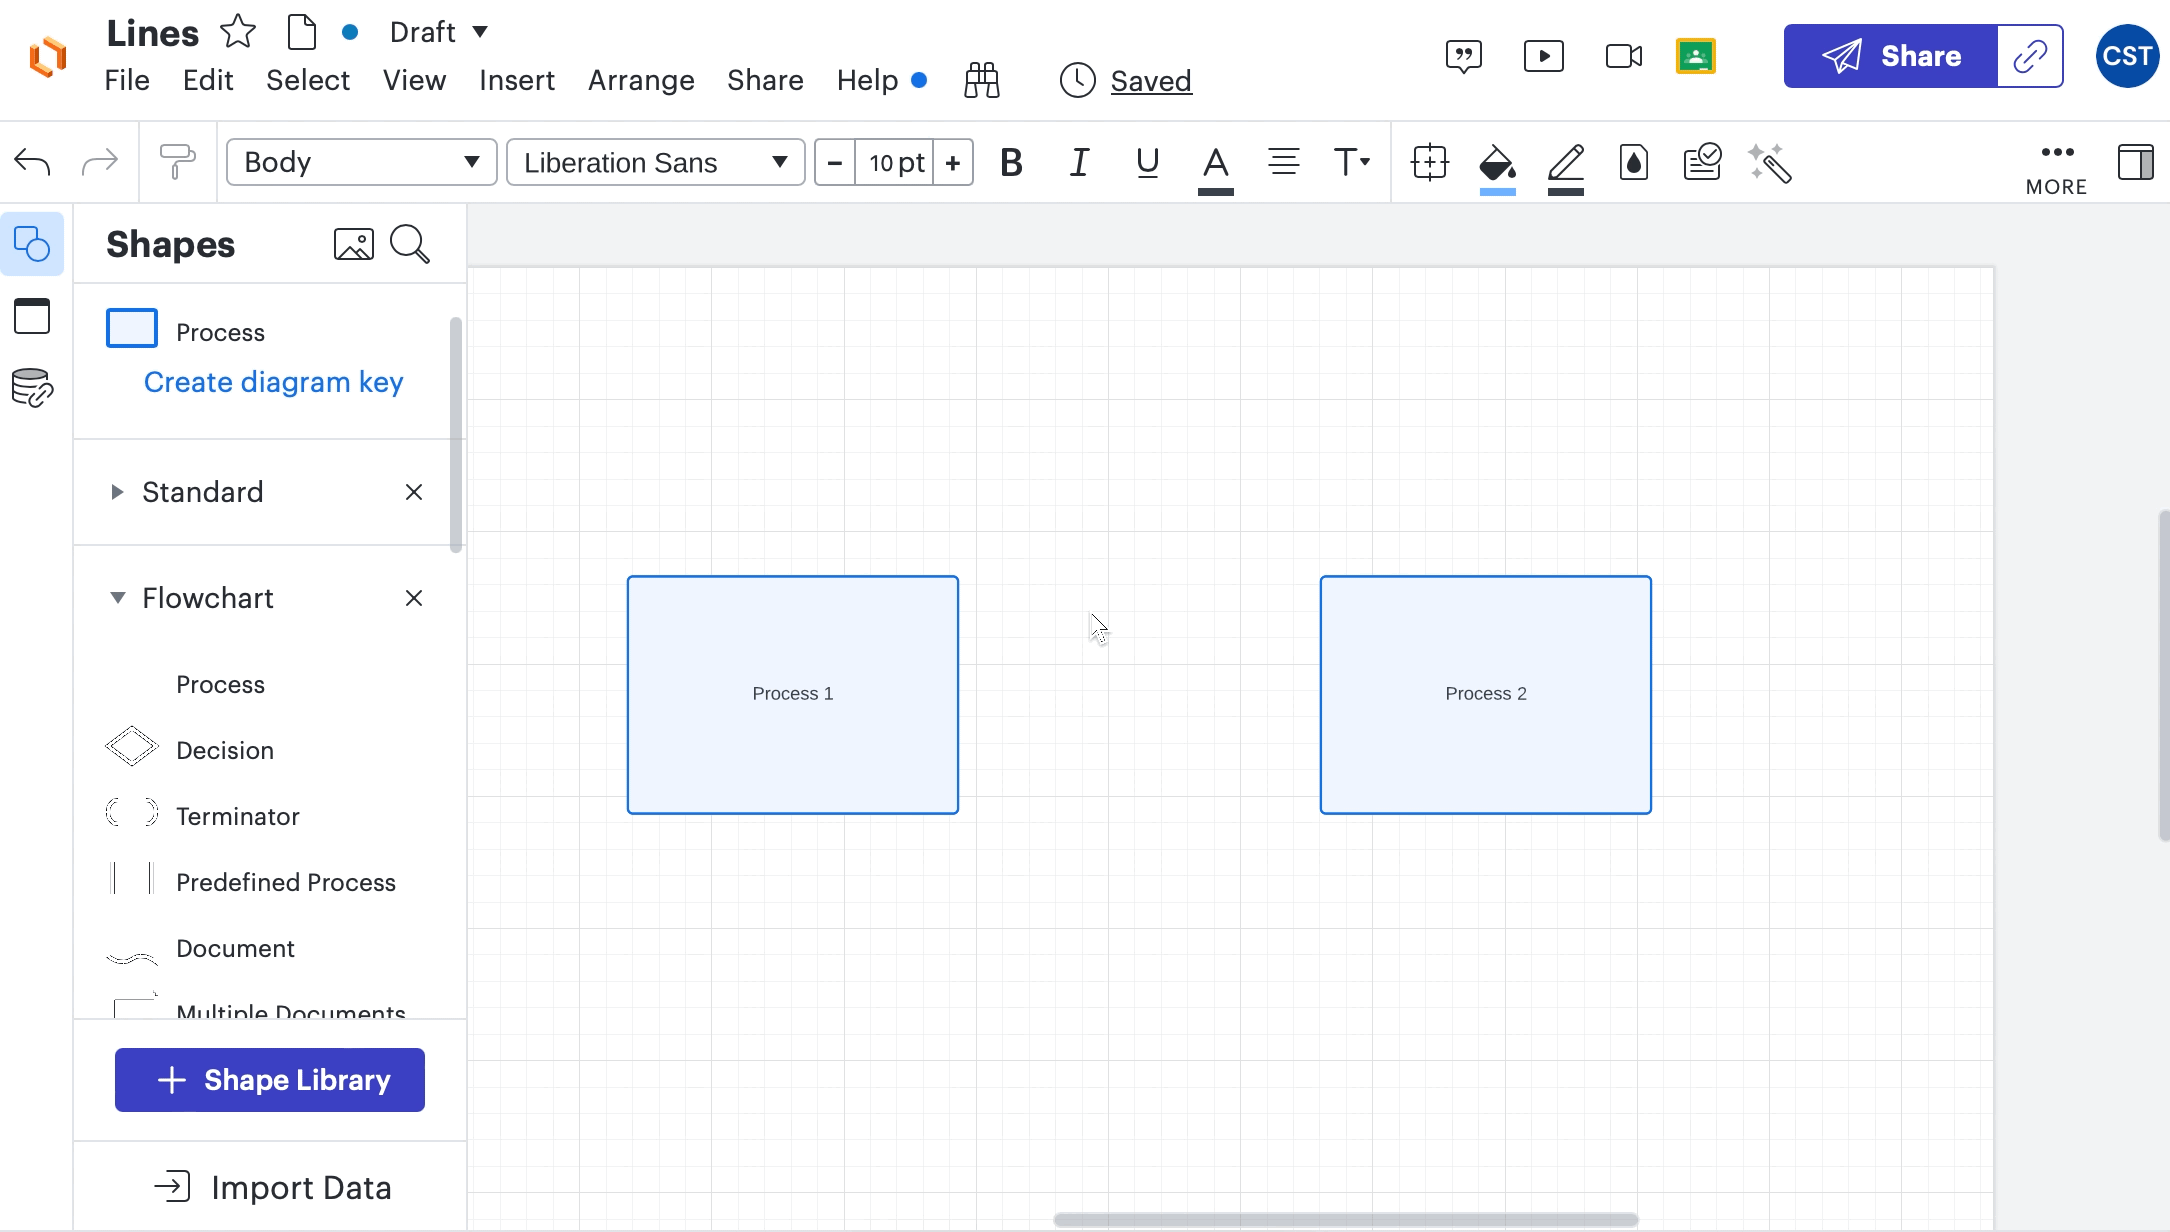 Lines Draft
File Edit Select View Insert Arrange Share Help Saved
Share CST
Body Liberation Sans - 10 pt + B I U A T MORE
Shapes
Process
Create diagram key
Standard
Flowchart
Process
Decision
Terminator
Predefined Process
Document
Multiple Documents
+ Shape Library
Import Data
Process 1 Process 2